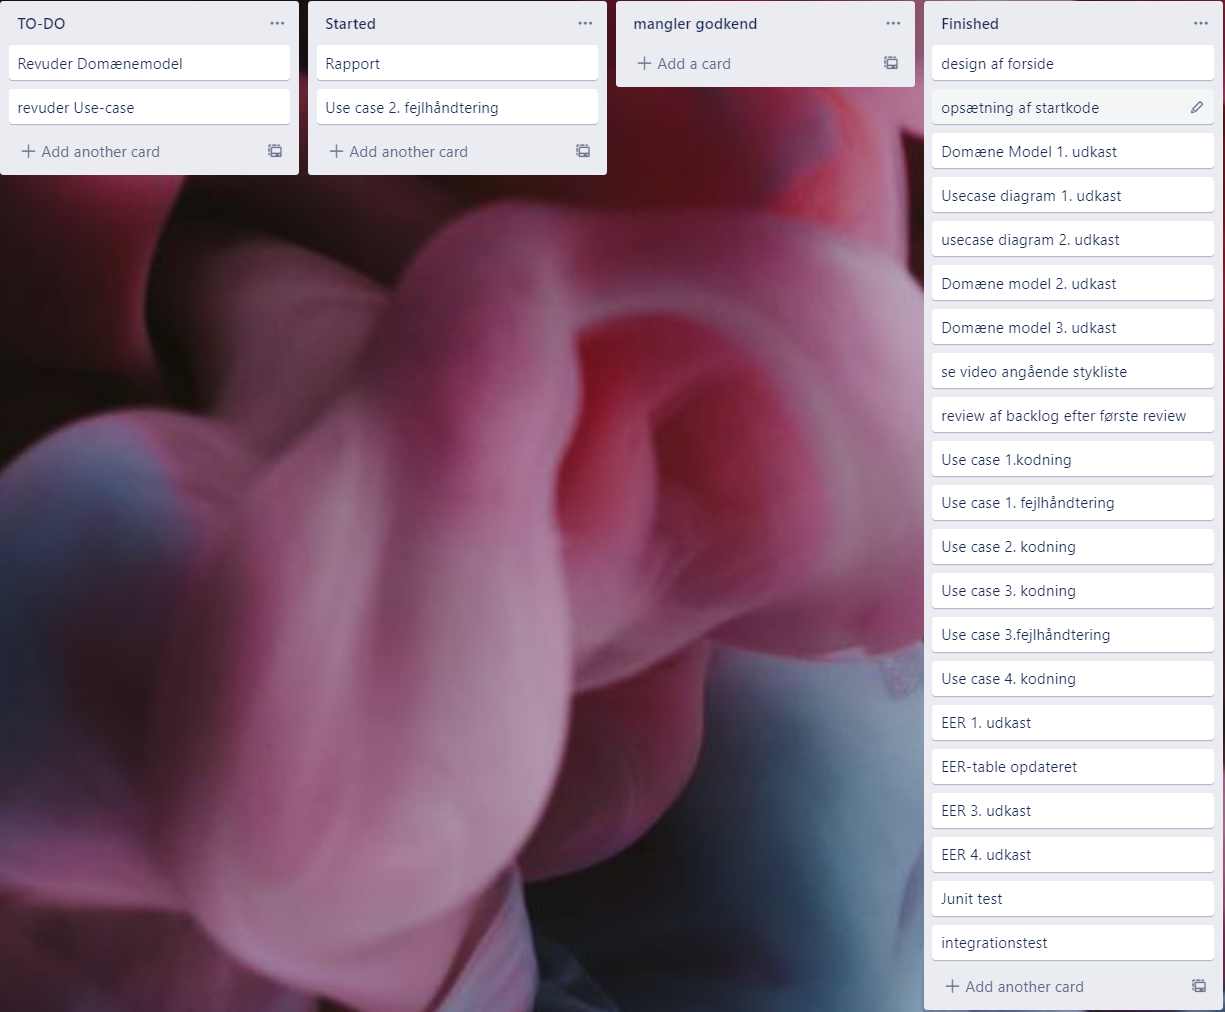 TO-DO
Revuder Domænemodel
revuder Use-case
Add another card
Started
Rapport
Use case 2. fejlhåndtering
Add another card
mangler godkend
Add a card
Finished
design af forside
opsætning af startkode
Domæne Model 1. udkast
Usecase diagram 1. udkast
usecase diagram 2. udkast
Domæne model 2. udkast
Domæne model 3. udkast
se video angående stykliste
review af backlog efter første review
Use case 1.kodning
Use case 1. fejlhåndtering
Use case 2. kodning
Use case 3. kodning
Use case 3.fejlhåndtering
Use case 4. kodning
EER 1. udkast
EER-table opdateret
EER 3. udkast
EER 4. udkast
Junit test
integrationstest
Add another card